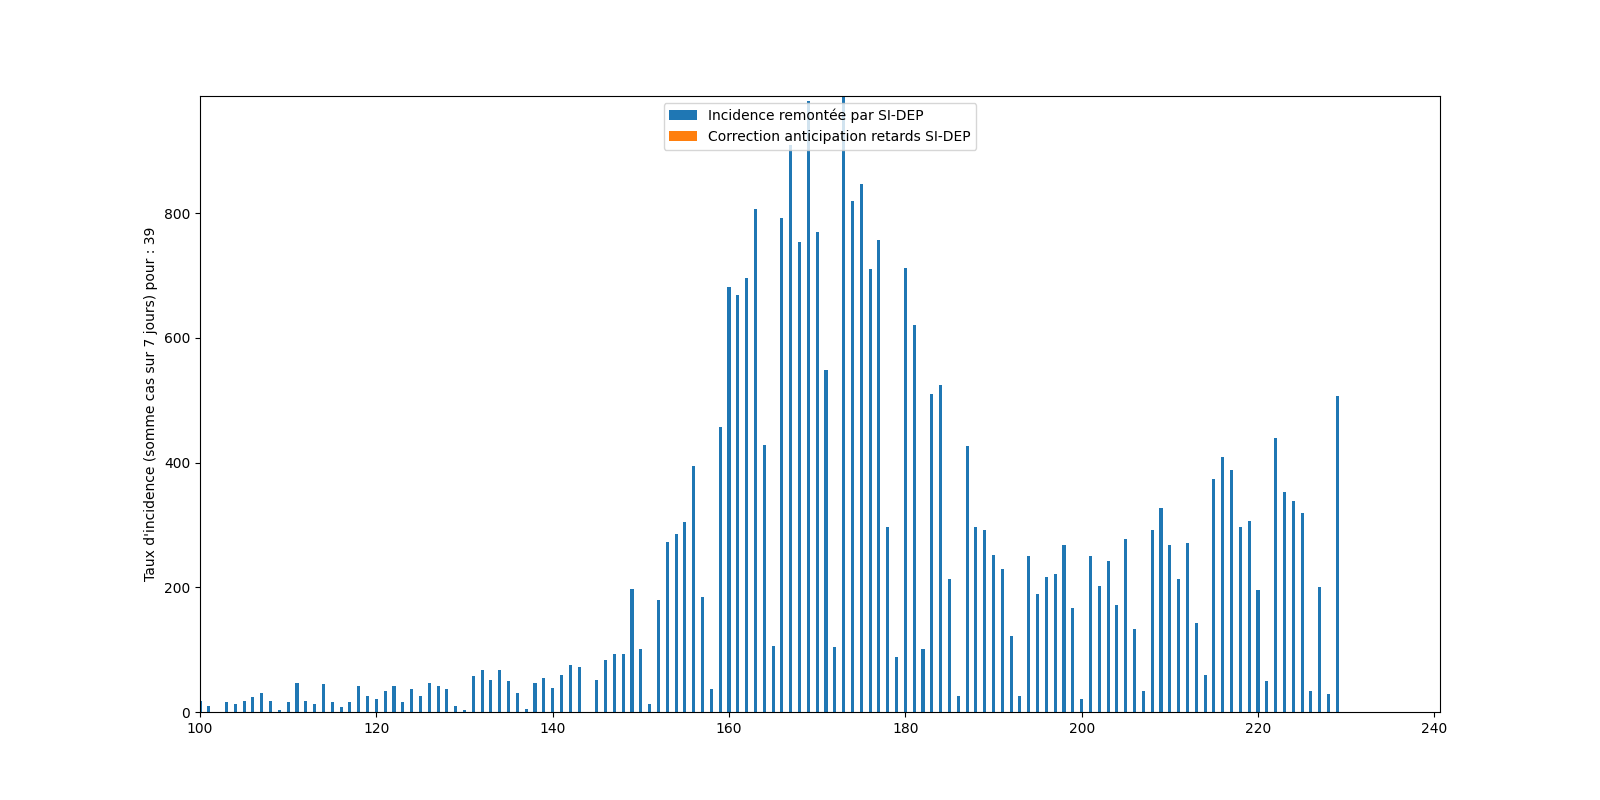 Incidence remontée par SI-DEP
Correction anticipation retards SI-DEP
Taux d'incidence (somme cas sur 7 jours) pour : 39
800
600
400
200
0
100 120 140 160 180 200 220 240